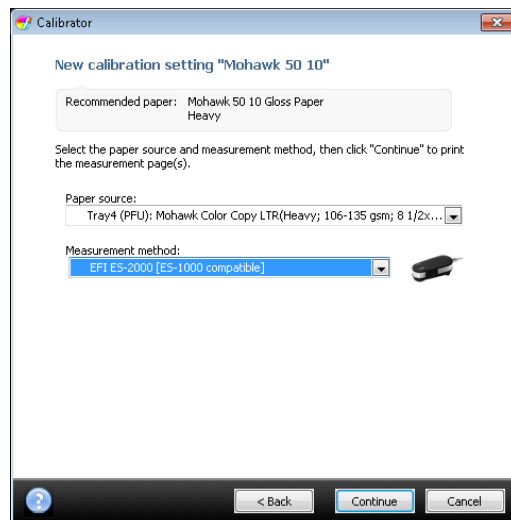 Calibrator
New calibration setting "Mohawk 50 10"
Recommended paper: Mohawk 50 10 Gloss Paper
Heavy
Select the paper source and measurement method, then click "Continue" to print
the measurement page(s).
Paper source:
Tray4 (PFU): Mohawk Color Copy LTR(Heavy; 106-135 gsm; 8 1/2x...
Measurement method:
EFI ES-2000 [ES-1000 compatible]
?
< Back Continue Cancel